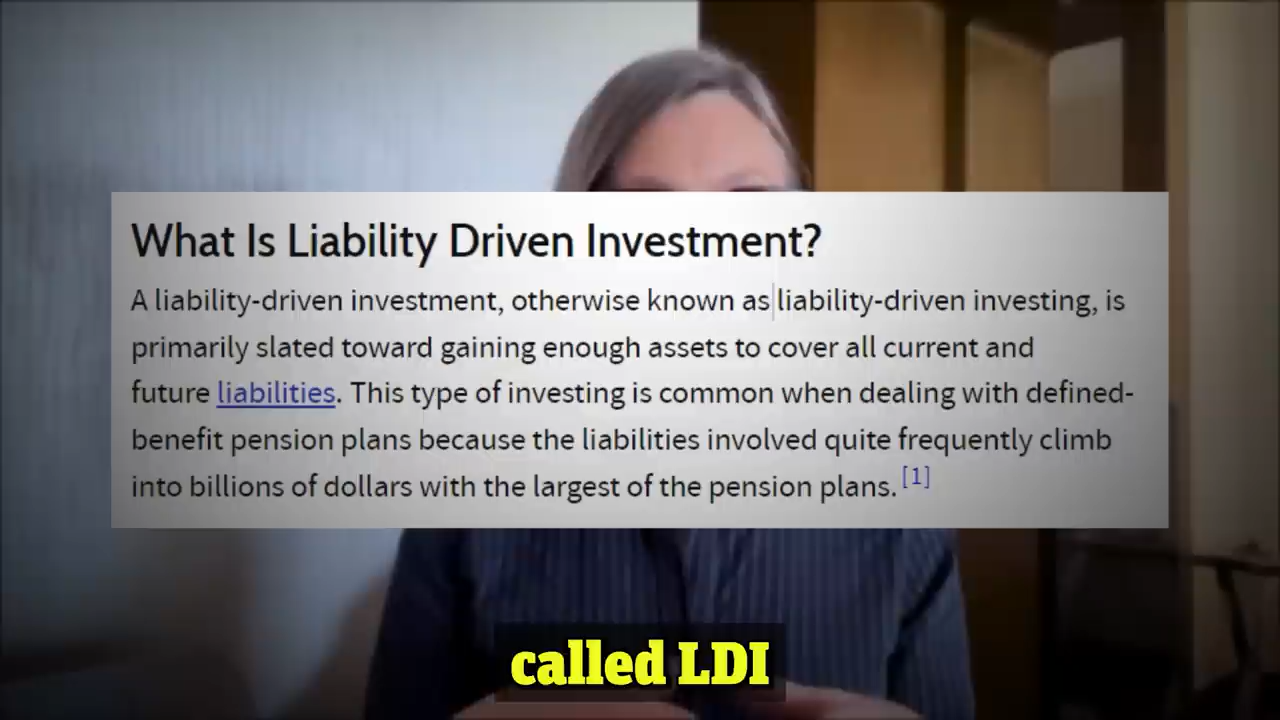 What Is Liability Driven Investment?
A liability-driven investment, otherwise known as liability-driven investing, is
primarily slated toward gaining enough assets to cover all current and
future liabilities. This type of investing is common when dealing with defined-
benefit pension plans because the liabilities involved quite frequently climb
into billions of dollars with the largest of the pension plans. [1]
called LDI